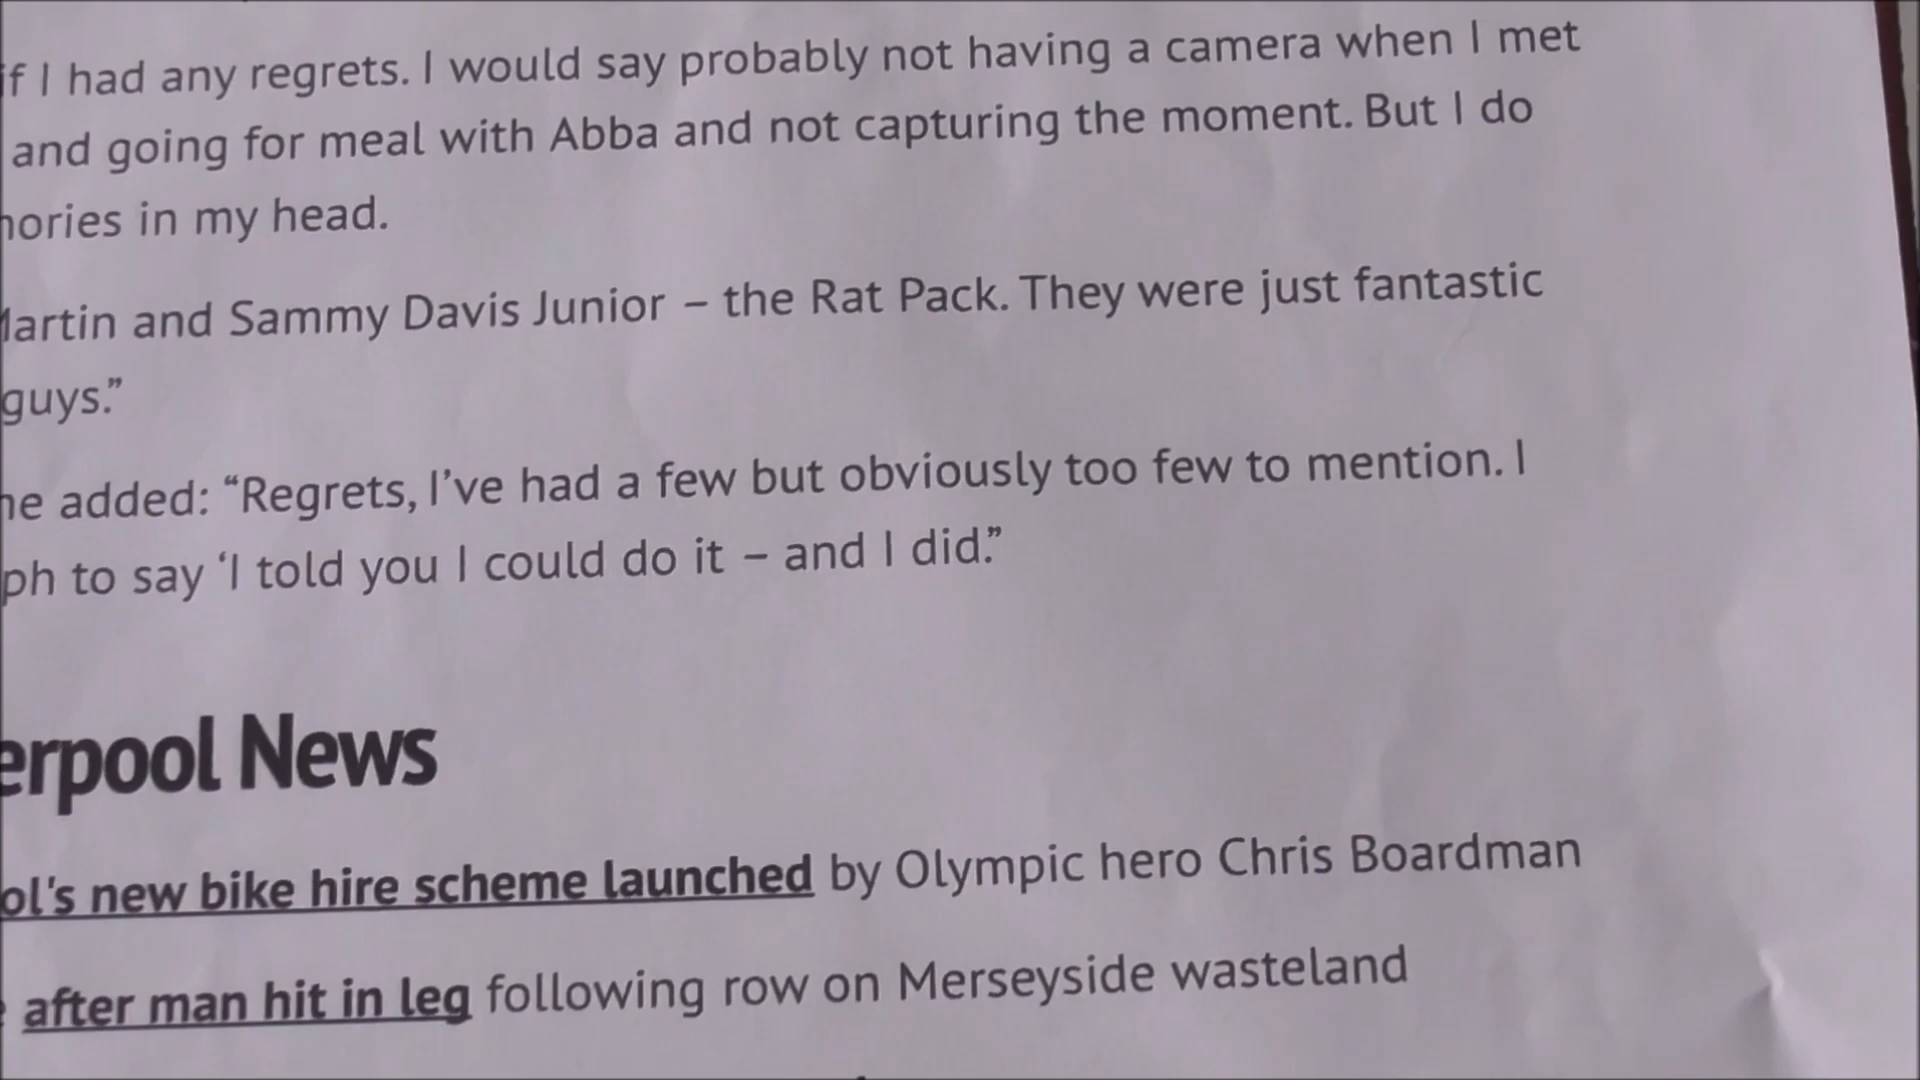 if I had any regrets. I would say probably not having a camera when I met
and going for meal with Abba and not capturing the moment. But I do
ories in my head.
artin and Sammy Davis Junior – the Rat Pack. They were just fantastic
guys.”
he added: “Regrets, I’ve had a few but obviously too few to mention. I
ph to say ‘I told you I could do it – and I did.”
erpool News
ol's new bike hire scheme launched by Olympic hero Chris Boardman
after man hit in leg following row on Merseyside wasteland